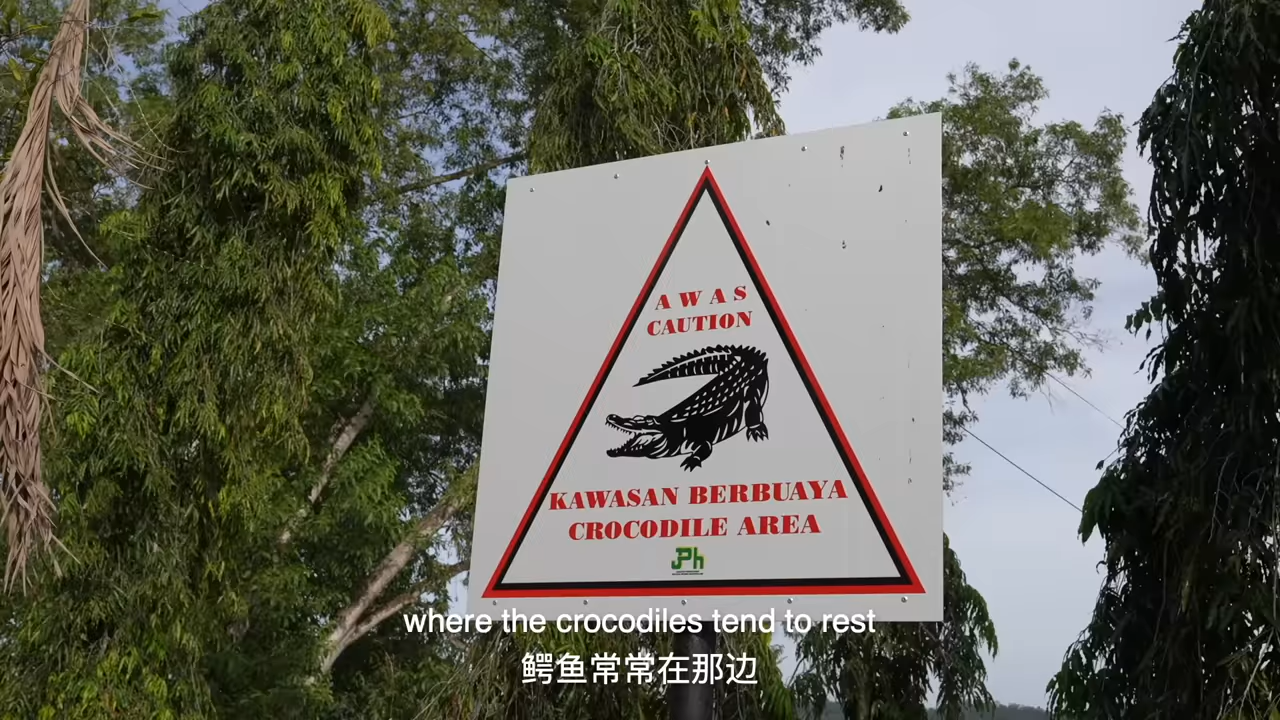 A W A S
CAUTION
KAWASAN BERBUAYA
CROCODILE AREA
JPh
where the crocodiles tend to rest
鳄鱼常常在那边